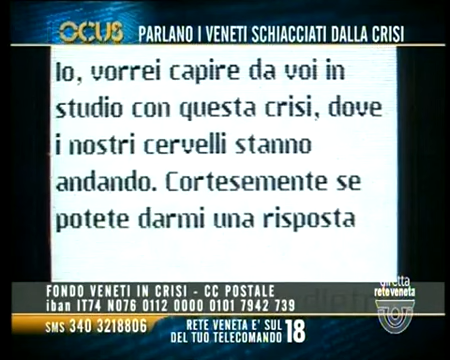 OCUS PARLANO I VENETI SCHIACCIATI DALLA CRISI
Io, vorrei capire da voi in
studio con questa crisi, dove
i nostri cervelli stanno
andando. Cortesemente se
potete darmi una risposta
diretta
reteveneta
FONDO VENETI IN CRISI - CC POSTALE
iban IT74 N076 0112 0000 0101 7942 739
SMS 340 3218806
RETE VENETA E' SUL
DEL TUO TELECOMANDO 18